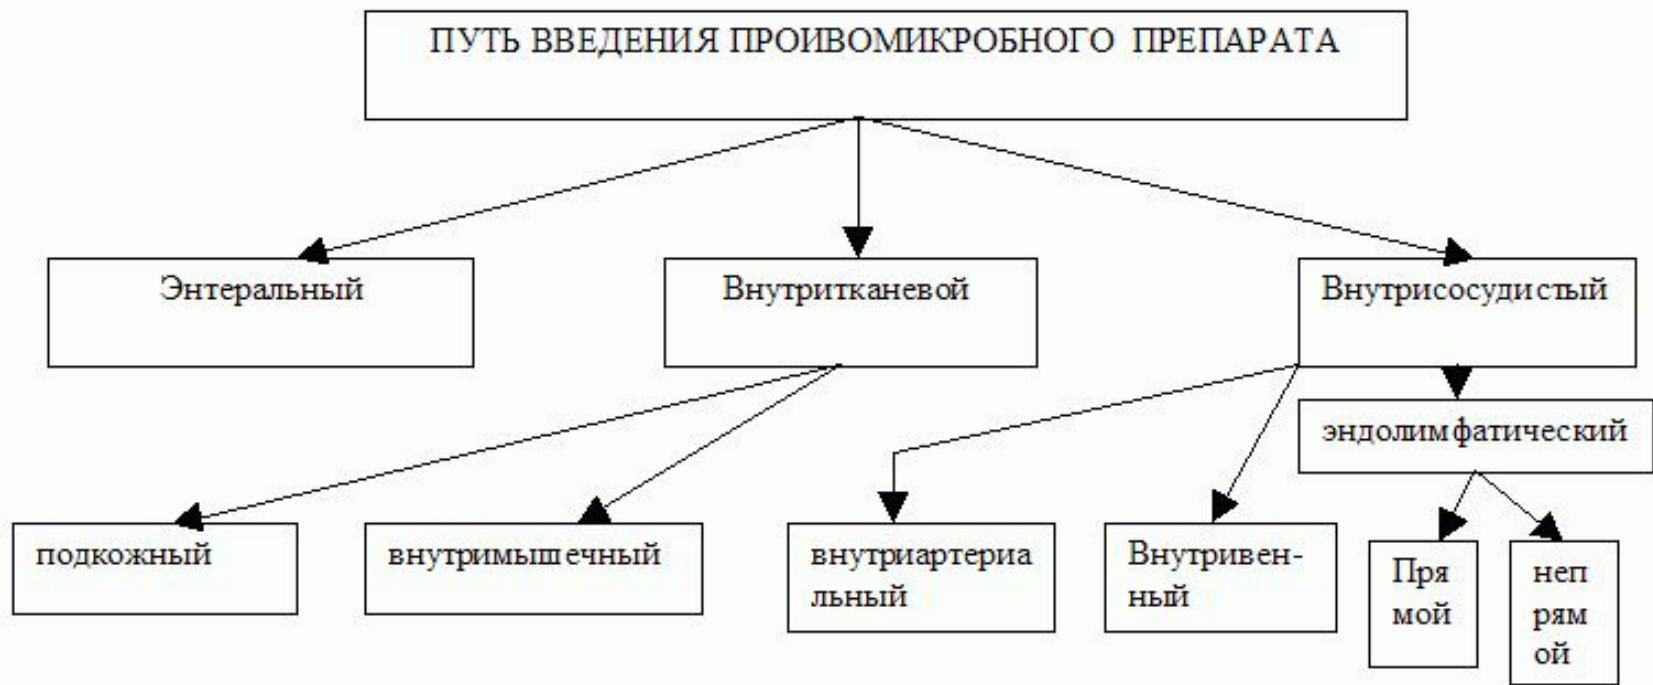 ПУТЬ ВВЕДЕНИЯ ПРОИВОМИКРОБНОГО ПРЕПАРАТА
Энтеральный
Внутритканевой
Внутрисосудистый
эндолимфатический
подкожный
внутримышечный
внутриартериа
льный
Внутривен-
ный
Пря
мой
неп
рям
ой